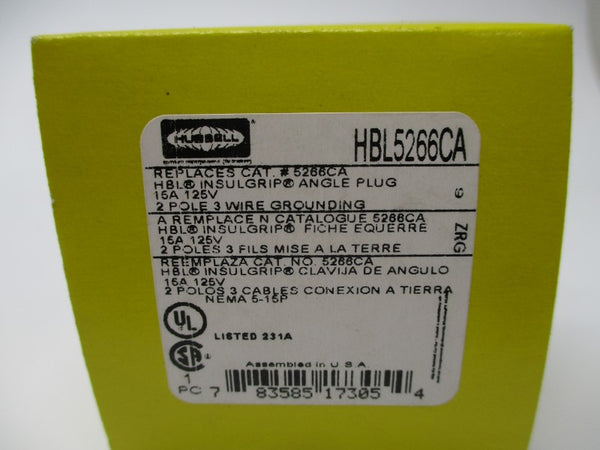 HUBBELL
HBL5266CA
REPLACES CAT. # 5266CA
HBL® INSULGRIP® ANGLE PLUG
15A 125V
2 POLE 3 WIRE GROUNDING
9
A REMPLACE N CATALOGUE 5266CA
HBL® INSULGRIP® FICHE EQUERRE
15A 125V
2 POLES 3 FILS MISE A LA TERRE
ZRG
REEMPLAZA CAT. NO. 5266CA
HBL® INSULGRIP® CLAVIJA DE ANGULO
15A 125V
2 POLOS 3 CABLES CONEXION A TIERRA
NEMA 5-15P
UL
LISTED 231A
SA
Assembled in U.S.A.
1
PC
7 83585 17305 4